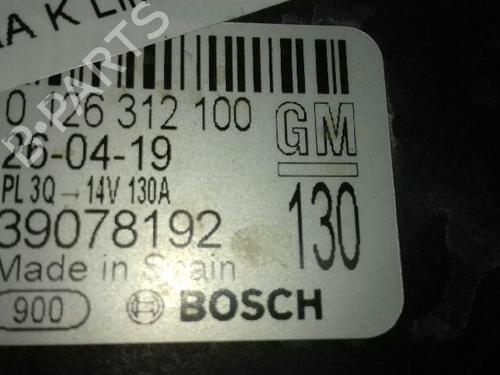 AA K LI
B-PARTS
0 126 312 100
GM
26-04-19
PL 3Q → 14V 130A
39078192
130
Made in Spain
900
BOSCH